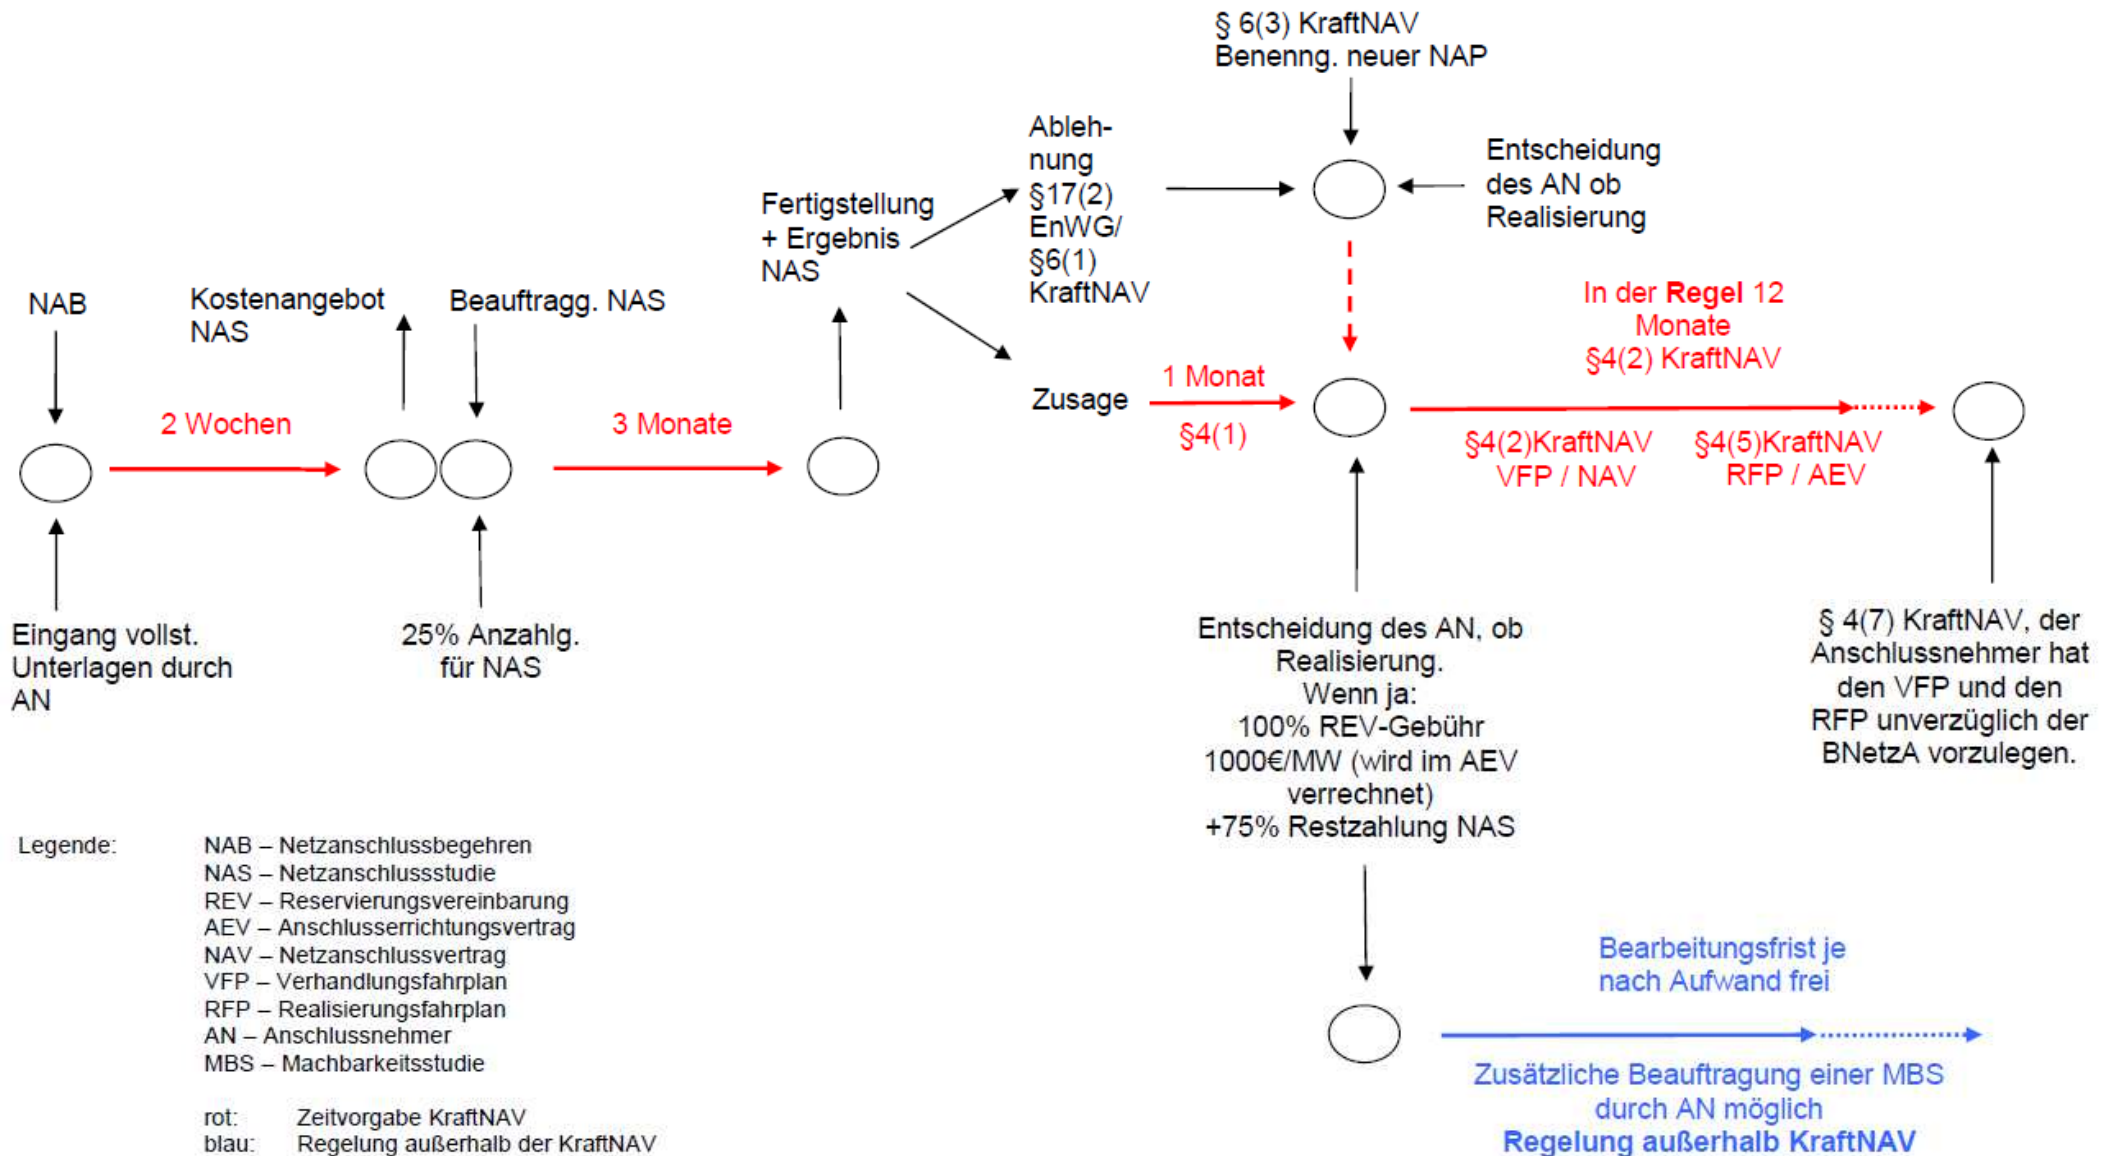 § 6(3) KraftNAV
Benenng. neuer NAP
Ableh-
nung
§17(2)
EnWG/
§6(1)
KraftNAV
Entscheidung
des AN ob
Realisierung
Fertigstellung
+ Ergebnis
NAS
NAB
Kostenangebot
NAS
Beauftragg. NAS
In der Regel 12
Monate
§4(2) KraftNAV
Zusage
1 Monat
§4(1)
2 Wochen
3 Monate
§4(2)KraftNAV
VFP / NAV
§4(5)KraftNAV
RFP / AEV
Eingang vollst.
Unterlagen durch
AN
25% Anzahlg.
für NAS
Entscheidung des AN, ob
Realisierung.
Wenn ja:
100% REV-Gebühr
1000€/MW (wird im AEV
verrechnet)
+75% Restzahlung NAS
§ 4(7) KraftNAV, der
Anschlussnehmer hat
den VFP und den
RFP unverzüglich der
BNetzA vorzulegen.
Legende:
NAB – Netzanschlussbegehren
NAS – Netzanschlussstudie
REV – Reservierungsvereinbarung
AEV – Anschlusserrichtungsvertrag
NAV – Netzanschlussvertrag
VFP – Verhandlungsfahrplan
RFP – Realisierungsfahrplan
AN – Anschlussnehmer
MBS – Machbarkeitsstudie
rot: Zeitvorgabe KraftNAV
blau: Regelung außerhalb der KraftNAV
Bearbeitungsfrist je
nach Aufwand frei
Zusätzliche Beauftragung einer MBS
durch AN möglich
Regelung außerhalb KraftNAV